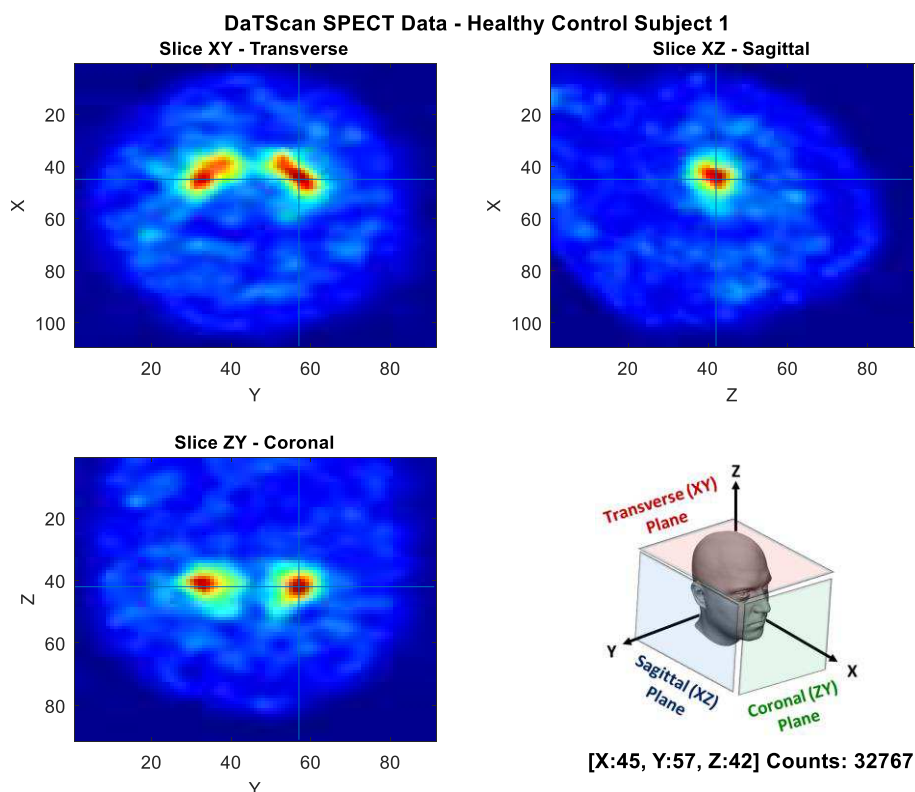 DaTScan SPECT Data - Healthy Control Subject 1
Slice XY - Transverse
20
40
60
80
100
X
20
40
60
80
Y
Slice XZ - Sagittal
20
40
60
80
100
X
20
40
60
80
Z
Slice ZY - Coronal
20
40
60
80
Z
20
40
60
80
Y
Z
Transverse (XY)
Plane
Y
X
Sagittal (XZ)
Plane
Coronal (ZY)
Plane
[X:45, Y:57, Z:42] Counts: 32767